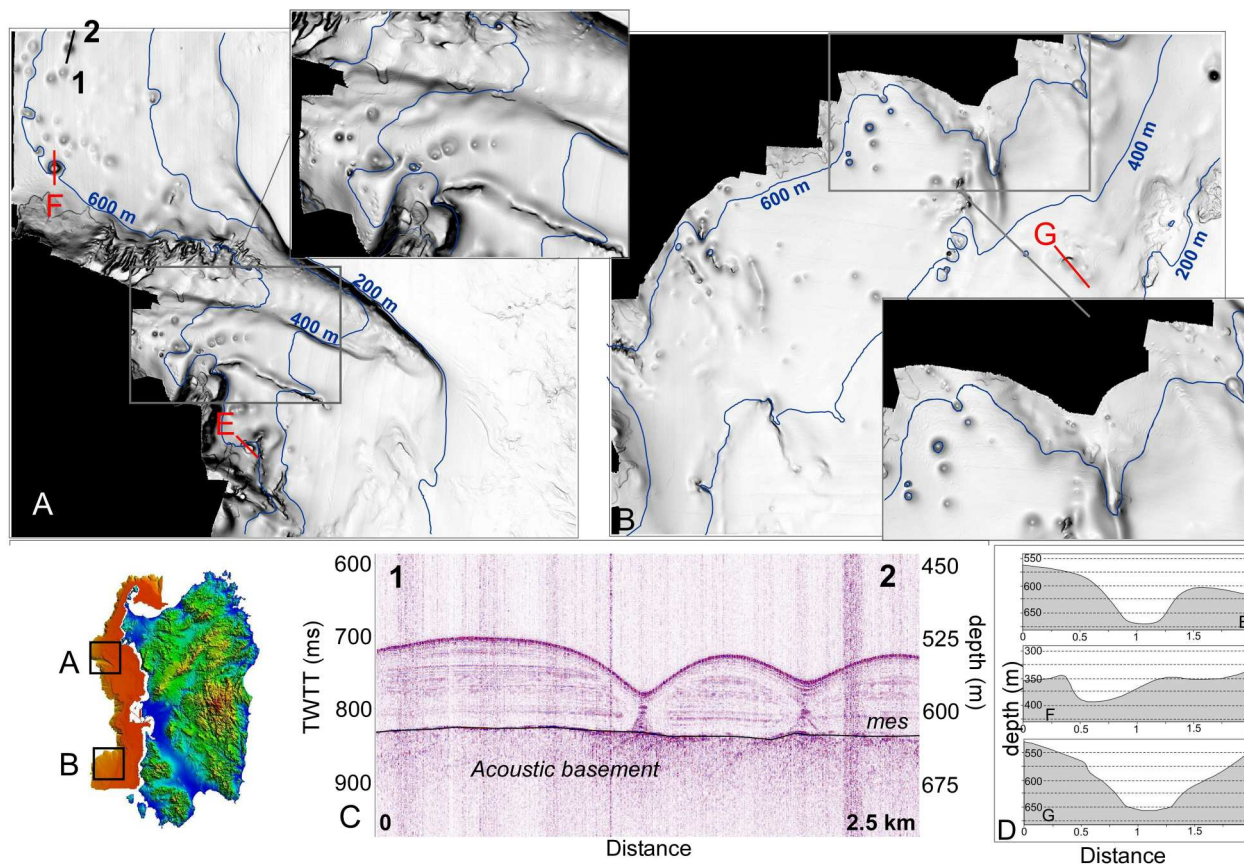 2
1
F
600 m
200 m
400 m
E
A
600 m
400 m
G
200 m
B
A
B
TWTT (ms)
600
700
800
900
1
2
mes
Acoustic basement
C
0
2.5 km
Distance
450
525
600
675
depth (m)
550
600
650
0
0.5
1
1.5
E
300
350
400
0
0.5
1
1.5
F
550
600
650
0
0.5
1
1.5
G
D
depth (m)
Distance